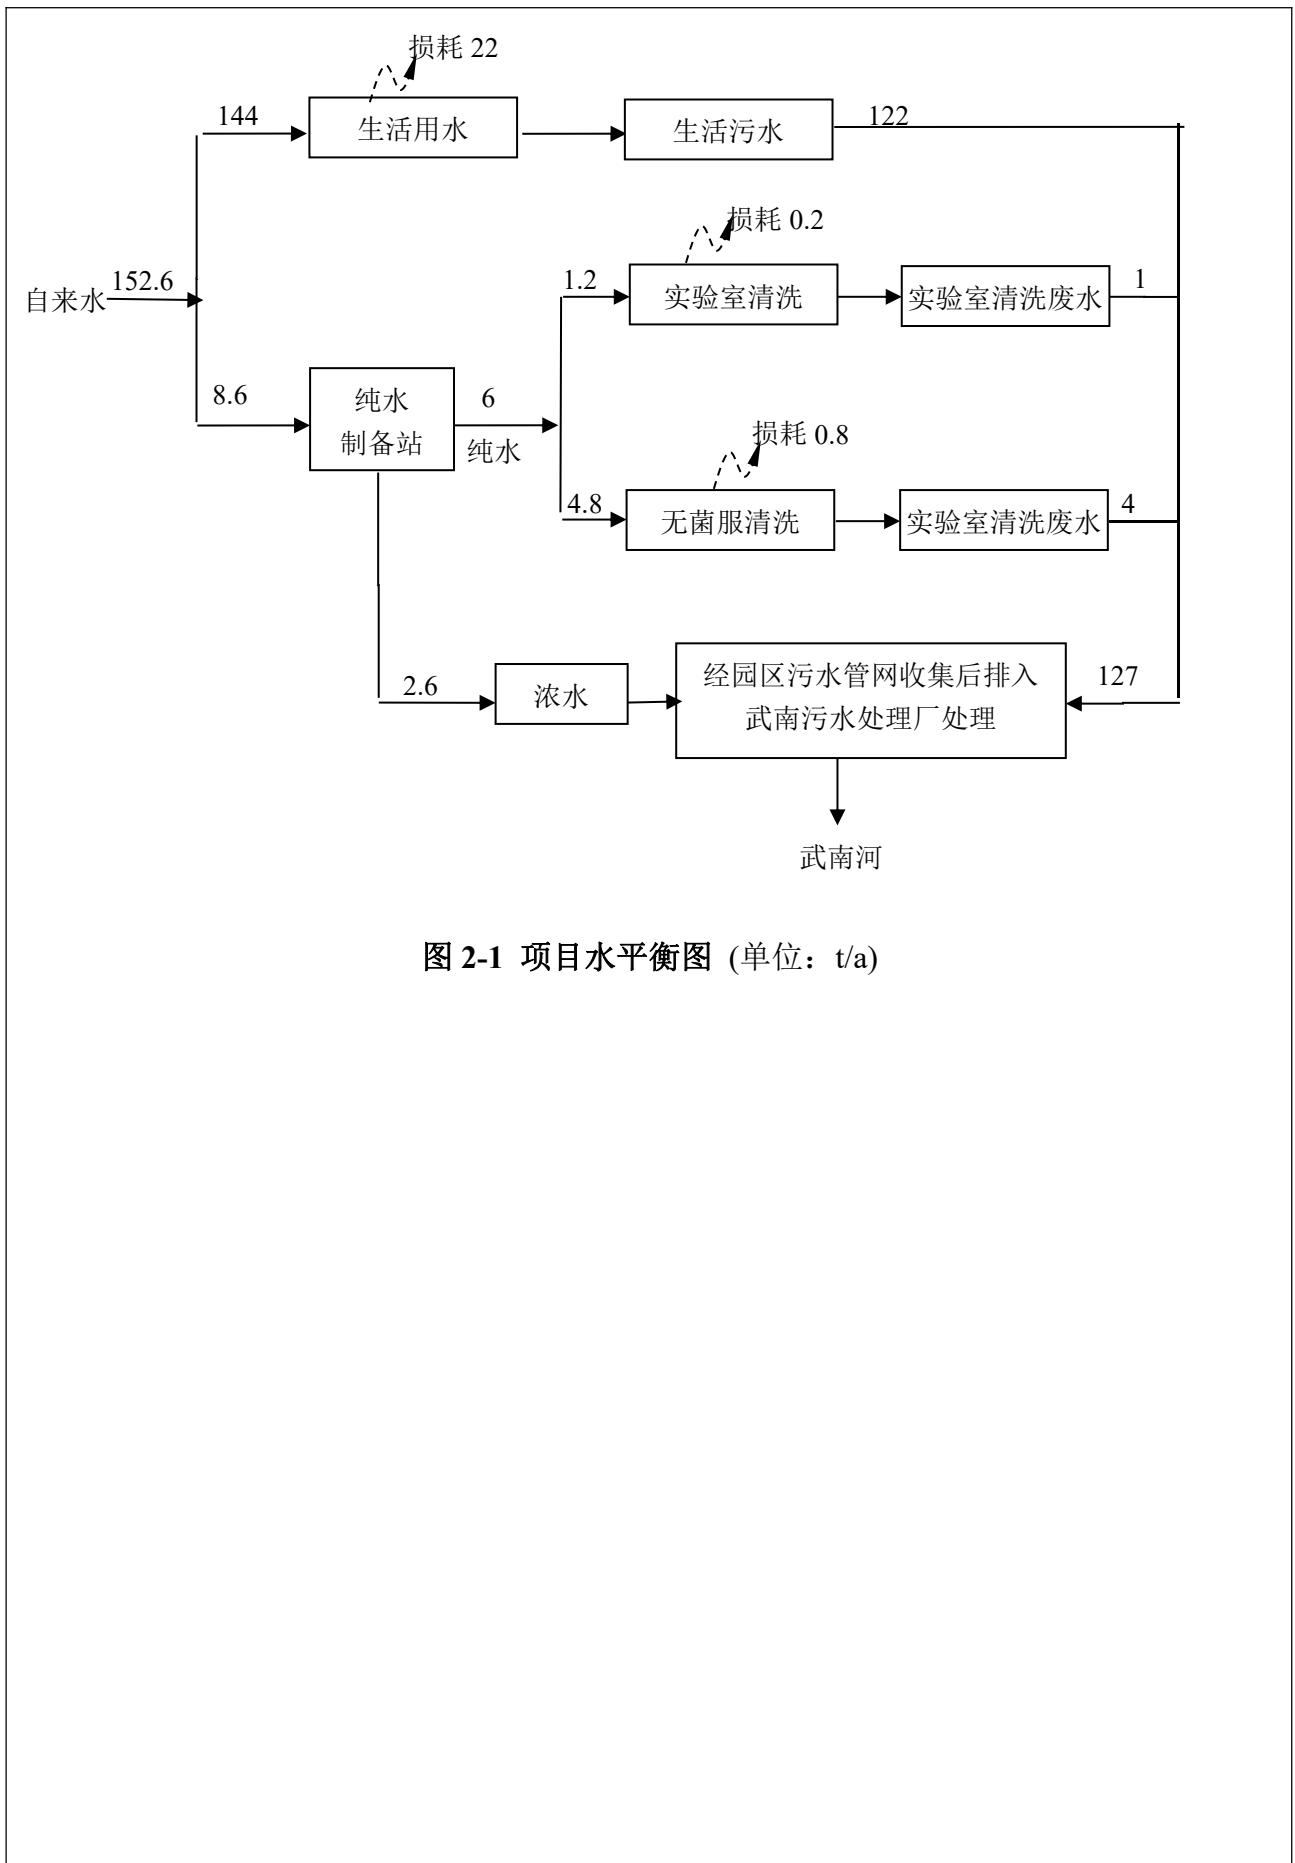 损耗 22
144
生活用水
生活污水
122
损耗 0.2
自来水
152.6
1.2
实验室清洗
实验室清洗废水
1
8.6
纯水
制备站
6
纯水
损耗 0.8
4.8
无菌服清洗
实验室清洗废水
4
2.6
浓水
经园区污水管网收集后排入
武南污水处理厂处理
127
武南河
图 2-1 项目水平衡图 (单位：t/a)